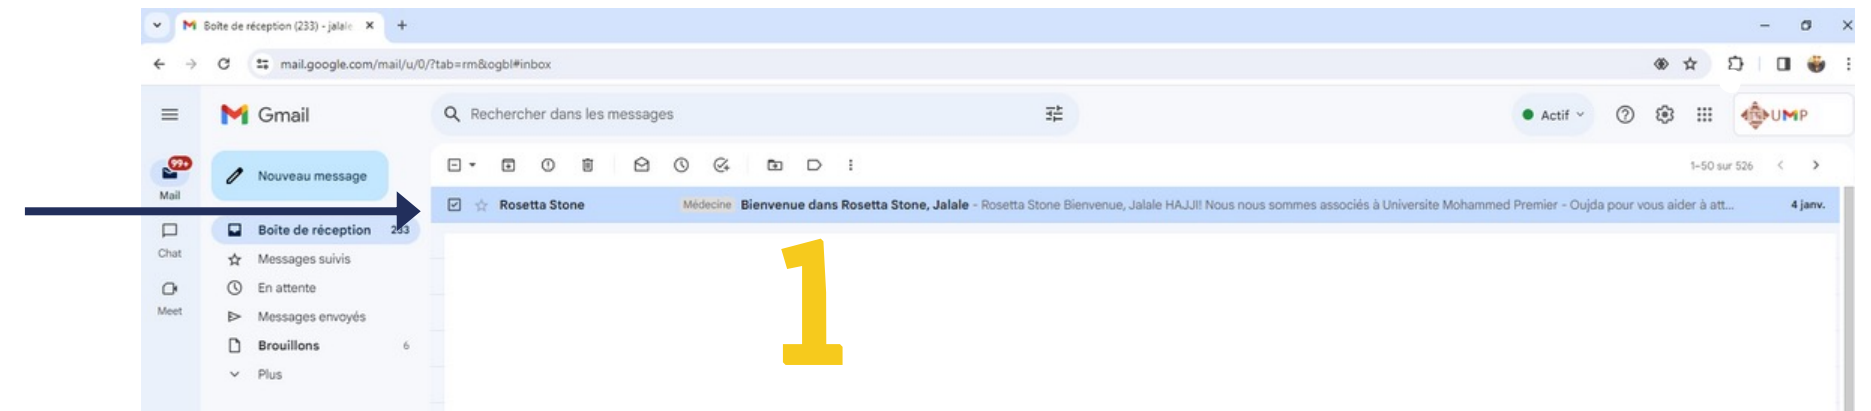 Boîte de réception (233) - jalale
mail.google.com/mail/u/0/?tab=rm&ogbl#inbox
Gmail
Rechercher dans les messages
Actif
UMP
99+
Mail
Nouveau message
1–50 sur 526
Rosetta Stone Médecine Bienvenue dans Rosetta Stone, Jalale - Rosetta Stone Bienvenue, Jalale HAJJI! Nous nous sommes associés à Universite Mohammed Premier - Oujda pour vous aider à att... 4 janv.
Boîte de réception 233
Chat
Messages suivis
En attente
Meet
Messages envoyés
Brouillons 6
Plus
1